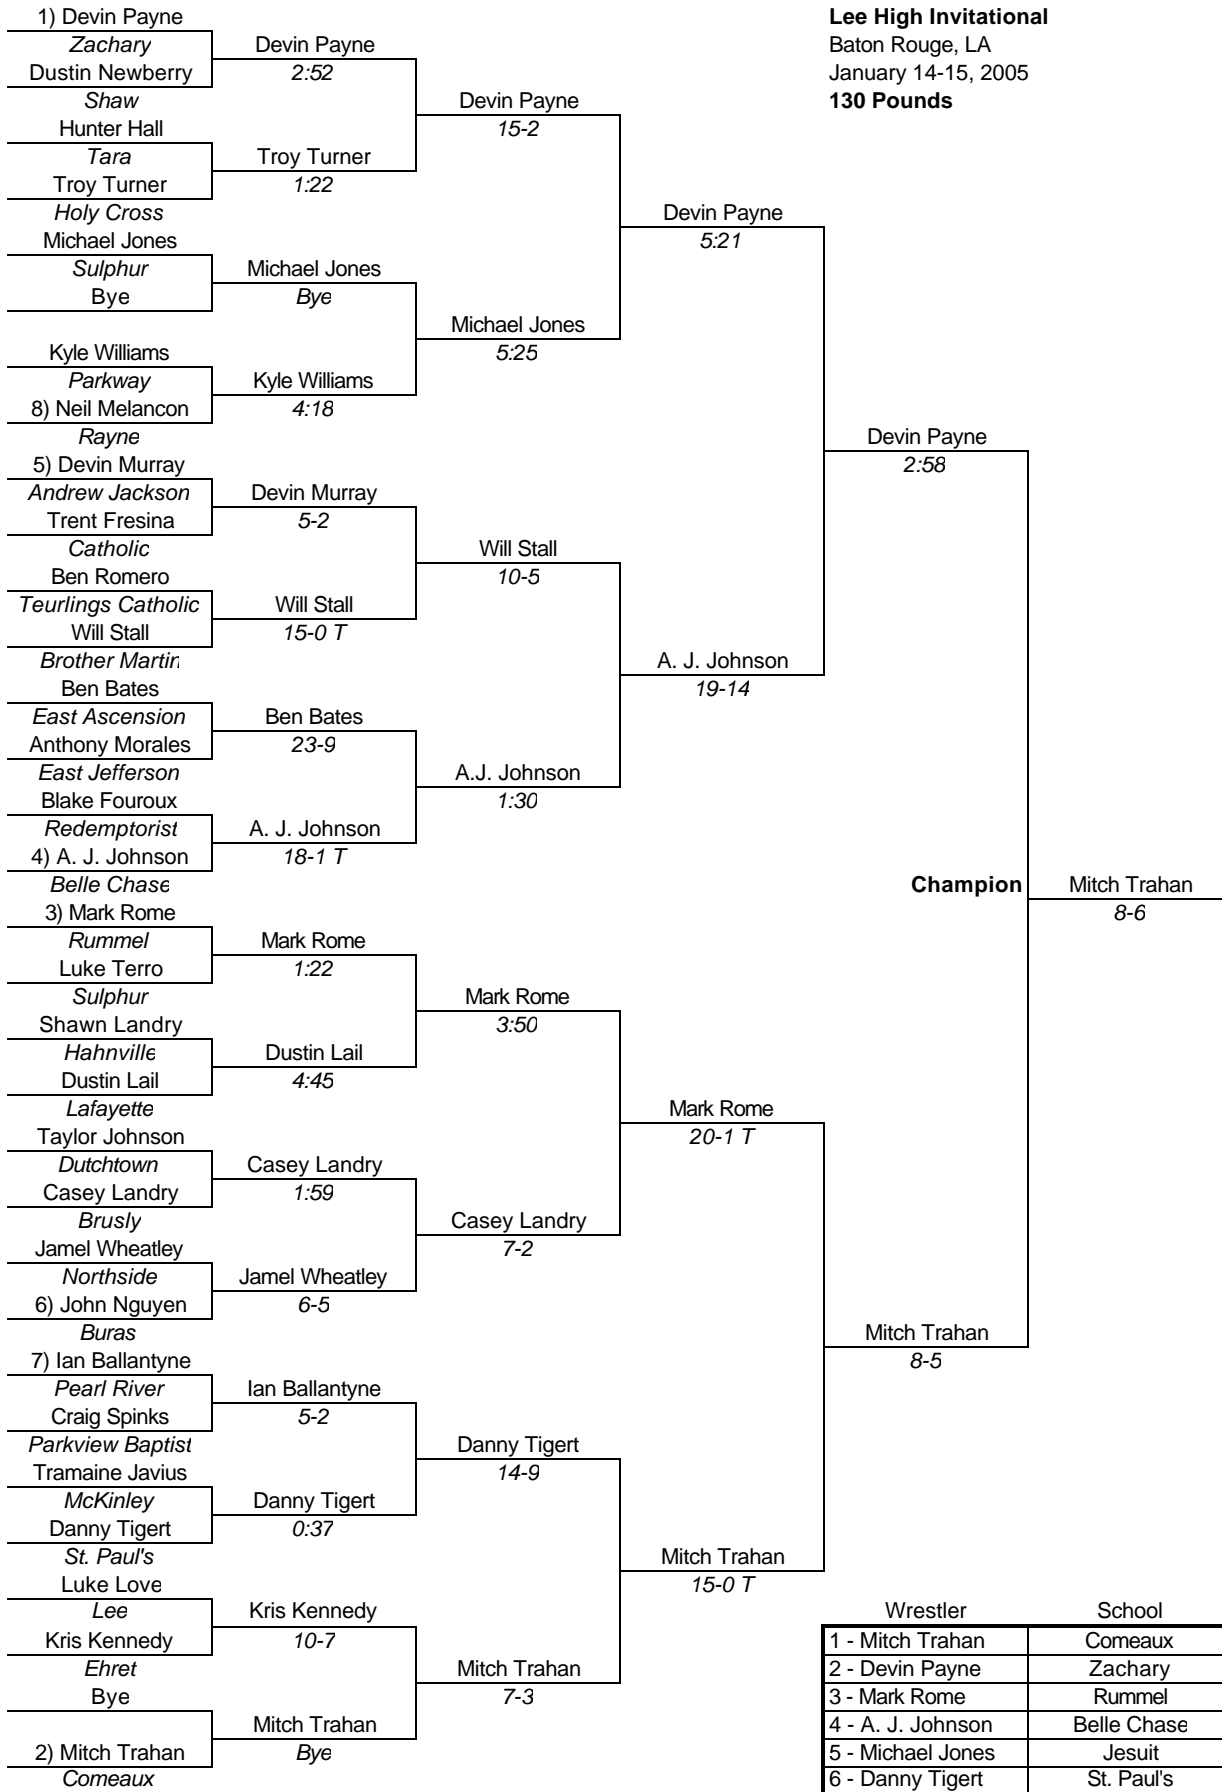 Lee High Invitational
Baton Rouge, LA
January 14-15, 2005
130 Pounds
1) Devin Payne
Zachary
Dustin Newberry
Shaw
Hunter Hall
Tara
Troy Turner
Holy Cross
Michael Jones
Sulphur
Bye
Kyle Williams
Parkway
8) Neil Melancon
Rayne
5) Devin Murray
Andrew Jackson
Trent Fresina
Catholic
Ben Romero
Teurlings Catholic
Will Stall
Brother Martin
Ben Bates
East Ascension
Anthony Morales
East Jefferson
Blake Fouroux
Redemptorist
4) A. J. Johnson
Belle Chase
3) Mark Rome
Rummel
Luke Terro
Sulphur
Shawn Landry
Hahnville
Dustin Lail
Lafayette
Taylor Johnson
Dutchtown
Casey Landry
Brusly
Jamel Wheatley
Northside
6) John Nguyen
Buras
7) Ian Ballantyne
Pearl River
Craig Spinks
Parkview Baptist
Tramaine Javius
McKinley
Danny Tigert
St. Paul's
Luke Love
Lee
Kris Kennedy
Ehret
Bye
2) Mitch Trahan
Comeaux
Devin Payne
2:52
Troy Turner
1:22
Michael Jones
Bye
Kyle Williams
4:18
Devin Murray
5-2
Will Stall
15-0 T
Ben Bates
23-9
A. J. Johnson
18-1 T
Mark Rome
1:22
Dustin Lail
4:45
Casey Landry
1:59
Jamel Wheatley
6-5
Ian Ballantyne
5-2
Danny Tigert
0:37
Kris Kennedy
10-7
Mitch Trahan
Bye
Devin Payne
15-2
Michael Jones
5:25
Will Stall
10-5
A.J. Johnson
1:30
Mark Rome
3:50
Casey Landry
7-2
Danny Tigert
14-9
Mitch Trahan
7-3
Devin Payne
5:21
A. J. Johnson
19-14
Mark Rome
20-1 T
Mitch Trahan
15-0 T
Devin Payne
2:58
Mitch Trahan
8-5
Champion Mitch Trahan
8-6
Wrestler School
1 - Mitch Trahan Comeaux
2 - Devin Payne Zachary
3 - Mark Rome Rummel
4 - A. J. Johnson Belle Chase
5 - Michael Jones Jesuit
6 - Danny Tigert St. Paul's